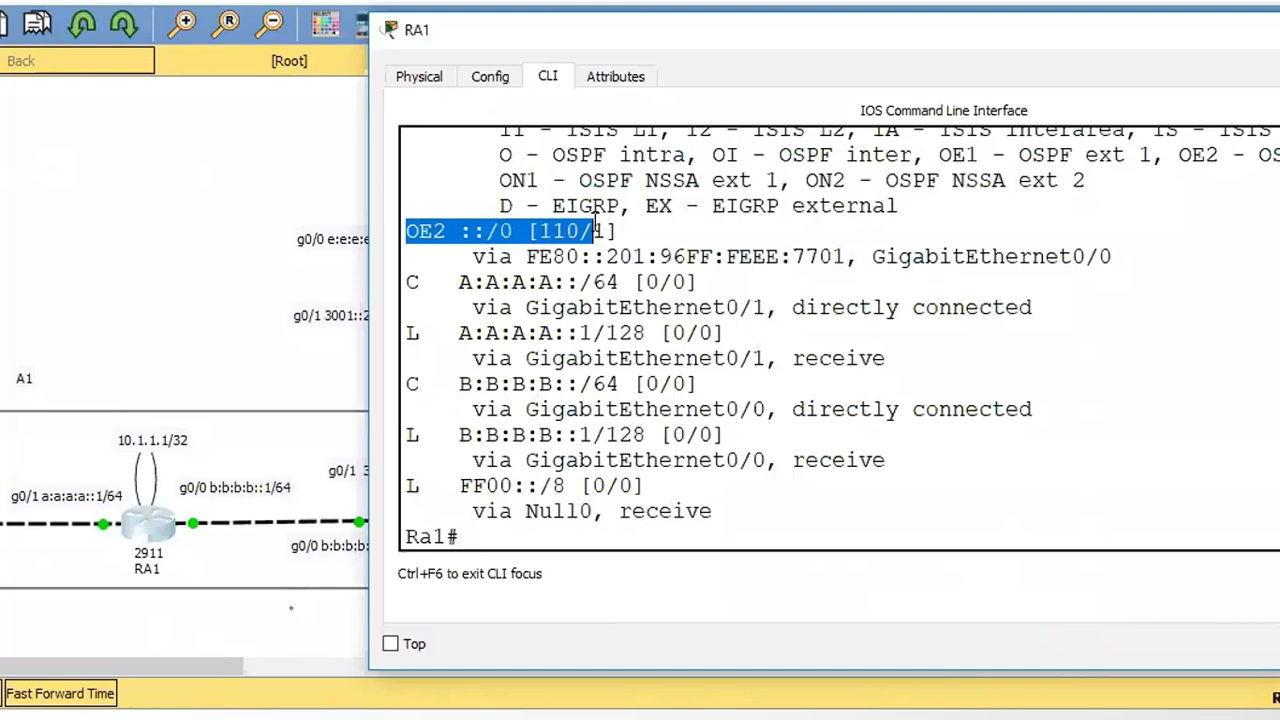 RA1
Back
[Root]
Physical Config CLI Attributes
IOS Command Line Interface
I1 - ISIS L1, I2 - ISIS L2, IA - ISIS interarea, IS - ISIS
O - OSPF intra, OI - OSPF inter, OE1 - OSPF ext 1, OE2 - OS
ON1 - OSPF NSSA ext 1, ON2 - OSPF NSSA ext 2
D - EIGRP, EX - EIGRP external
OE2 ::/0 [110/1]
via FE80::201:96FF:FEEE:7701, GigabitEthernet0/0
C A:A:A:A::/64 [0/0]
via GigabitEthernet0/1, directly connected
L A:A:A:A::1/128 [0/0]
via GigabitEthernet0/1, receive
C B:B:B:B::/64 [0/0]
via GigabitEthernet0/0, directly connected
L B:B:B:B::1/128 [0/0]
via GigabitEthernet0/0, receive
L FF00::/8 [0/0]
via Null0, receive
Ra1#
Ctrl+F6 to exit CLI focus
Top
g0/0 e:e:e:e
g0/1 3001::2
A1
10.1.1.1/32
g0/1 3
g0/1 a:a:a:a::1/64
g0/0 b:b:b:b::1/64
g0/0 b:b:b:b:
2911
RA1
Fast Forward Time
R